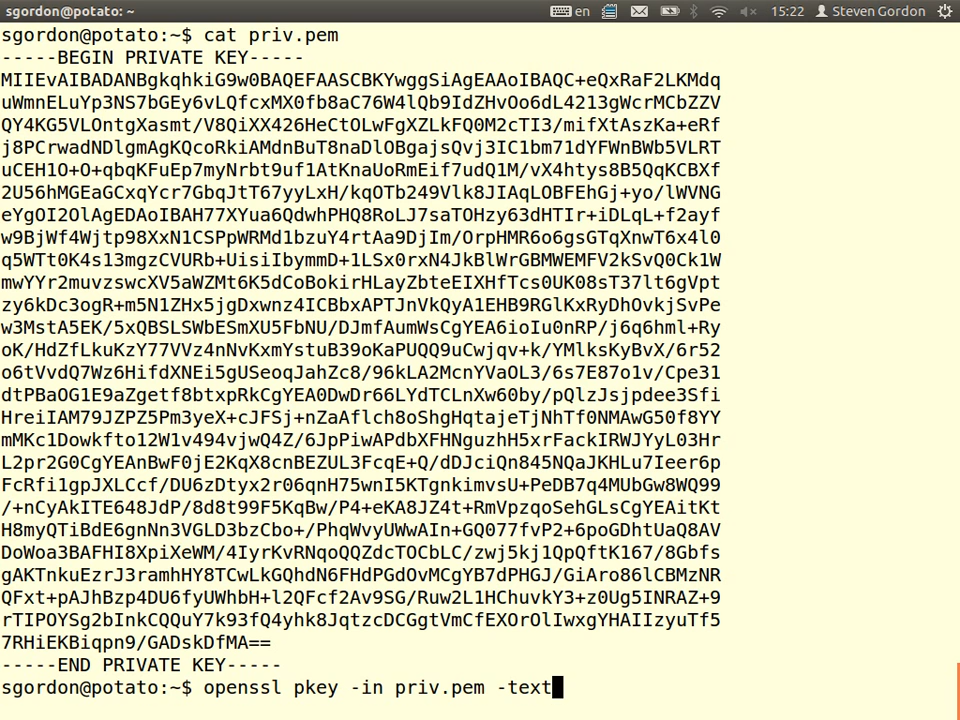 sgordon@potato: ~
en
15:22
Steven Gordon
sgordon@potato:~$ cat priv.pem
-----BEGIN PRIVATE KEY-----
MIIEvAIBADANBgkqhkiG9w0BAQEFAASCBKYwggSiAgEAAoIBAQC+eQxRaF2LKMdq
uWmnELuYp3NS7bGEy6vLQfcxMX0fb8aC76W4lQb9IdZHvOo6dL4213gWcrMCbZZV
QY4KG5VLOntgXasmt/V8QiXX426HeCtOLwFgXZLkFQ0M2cTI3/mifXtAszKa+eRf
j8PCrwadNDlgmAgKQcoRkiAMdnBuT8naDlOBgajsQvj3IC1bm71dYFWnBWb5VLRT
uCEH1O+O+qbqKFuEp7myNrbt9uf1AtKnaUoRmEif7udQ1M/vX4htys8B5QqKCBXf
2U56hMGEaGCxqYcr7GbqJtT67yyLxH/kqOTb249Vlk8JIAqLOBFEhGj+yo/lWVNG
eYgOI2OlAgEDAoIBAH77XYua6QdwhPHQ8RoLJ7saTOHzy63dHTIr+iDLqL+f2ayf
w9BjWf4Wjtp98XxN1CSPpWRMd1bzuY4rtAa9DjIm/OrpHMR6o6gsGTqXnwT6x4l0
q5WTt0K4s13mgzCVURb+UisiIbymmD+1LSx0rxN4JkBlWrGBMWEMFV2kSvQ0Ck1W
mwYYr2muvzswcXV5aWZMt6K5dCoBokirHLayZbteEIXHfTcs0UK08sT37lt6gVpt
zy6kDc3ogR+m5N1ZHx5jgDxwnz4ICBbxAPTJnVkQyA1EHB9RGlKxRyDhOvkjSvPe
w3MstA5EK/5xQBSLSWbESmXU5FbNU/DJmfAumWsCgYEA6ioIu0nRP/j6q6hml+Ry
oK/HdZfLkuKzY77VVz4nNvKxmYstuB39oKaPUQQ9uCwjqv+k/YMlksKyBvX/6r52
o6tVvdQ7Wz6HifdXNEi5gUSeoqJahZc8/96kLA2McnYVaOL3/6s7E87o1v/Cpe31
dtPBaOG1E9aZgetf8btxpRkCgYEA0DwDr66LYdTCLnXw60by/pQlzJsjpdee3Sfi
HreiIAM79JZPZ5Pm3yeX+cJFSj+nZaAflch8oShgHqtajeTjNhTf0NMAwG50f8YY
mMKc1Dowkfto12W1v494vjwQ4Z/6JpPiwAPdbXFHNguzhH5xrFackIRWJYyL03Hr
L2pr2G0CgYEAnBwF0jE2KqX8cnBEZUL3FcqE+Q/dDJciQn845NQaJKHLu7Ieer6p
FcRfi1gpJXLCcf/DU6zDtyx2r06qnH75wnI5KTgnkimvsU+PeDB7q4MUbGw8WQ99
/+nCyAkITE648JdP/8d8t99F5KqBw/P4+eKA8JZ4t+RmVpzqoSehGLsCgYEAitKt
H8myQTiBdE6gnNn3VGLD3bzCbo+/PhqWvyUWwAIn+GQ077fvP2+6poGDhtUaQ8AV
DoWoa3BAFHI8XpiXeWM/4IyrKvRNqoQQZdcTOCbLC/zwj5kj1QpQftK167/8Gbfs
gAKTnkuEzrJ3ramhHY8TCwLkGQhdN6FHdPGdOvMCgYB7dPHGJ/GiAro86lCBMzNR
QFxt+pAJhBzp4DU6fyUWhbH+l2QFcf2Av9SG/Ruw2L1HChuvkY3+z0Ug5INRAZ+9
rTIPOYSg2bInkCQQuY7k93fQ4yhk8JqtzcDCGgtVmCfEXOrOlIwxgYHAIIzyuTf5
7RHiEKBiqpn9/GADskDfMA==
-----END PRIVATE KEY-----
sgordon@potato:~$ openssl pkey -in priv.pem -text